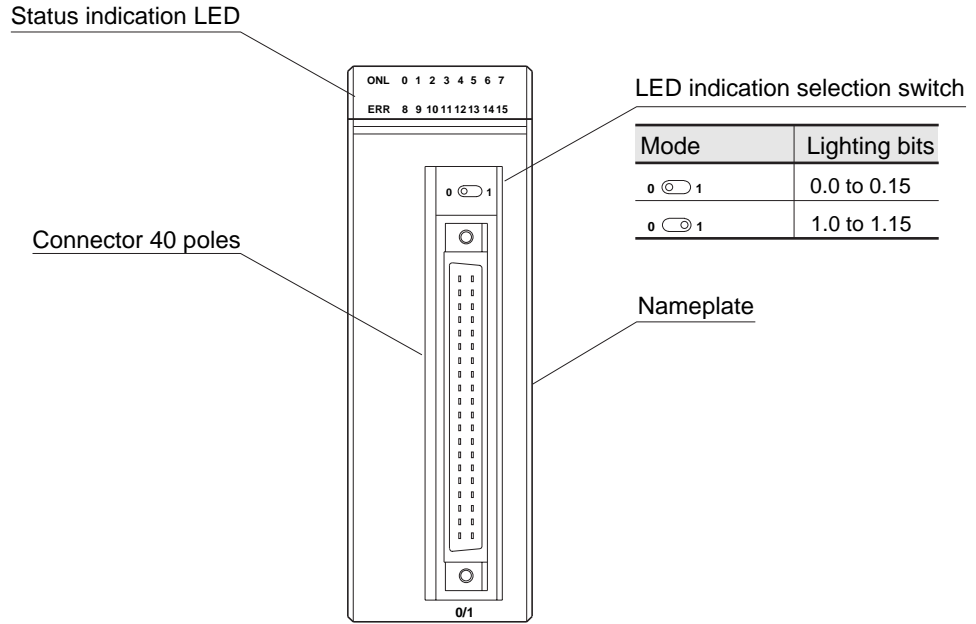 Status indication LED
ONL 0 1 2 3 4 5 6 7
ERR 8 9 10 11 12 13 14 15
LED indication selection switch
Mode Lighting bits
0 1 0.0 to 0.15
0 1 1.0 to 1.15
0 1
Connector 40 poles
Nameplate
0/1